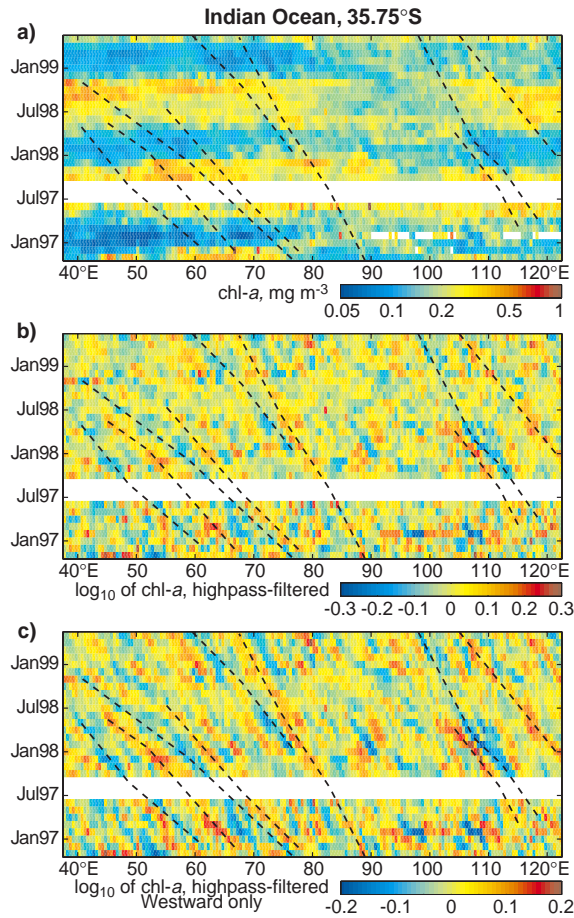 Indian Ocean, 35.75°S
a)
Jan99
Jul98
Jan98
Jul97
Jan97
40°E 50 60 70 80 90 100 110 120°E
chl-a, mg m-3
0.05 0.1 0.2 0.5 1
b)
Jan99
Jul98
Jan98
Jul97
Jan97
40°E 50 60 70 80 90 100 110 120°E
log10 of chl-a, highpass-filtered
-0.3 -0.2 -0.1 0 0.1 0.2 0.3
c)
Jan99
Jul98
Jan98
Jul97
Jan97
40°E 50 60 70 80 90 100 110 120°E
log10 of chl-a, highpass-filtered
Westward only
-0.2 -0.1 0 0.1 0.2